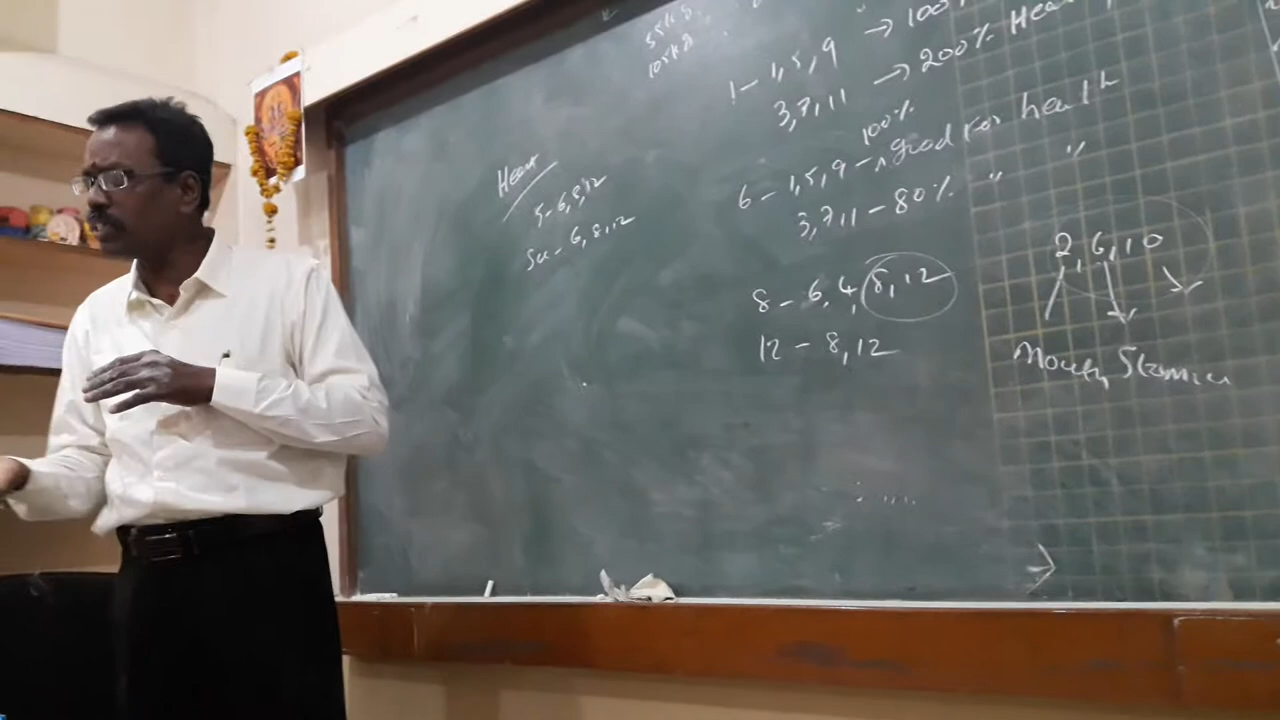 1 - 1,5,9 → 100%
3,7,11 → 200% Hea
100%
6 - 1,5,9 - good for health
3,7,11 - 80% " "
8 - 6,4,8,12
12 - 8,12
Heart
5 - 6,8,12
Su - 6,8,12
2,6,10
Stamina